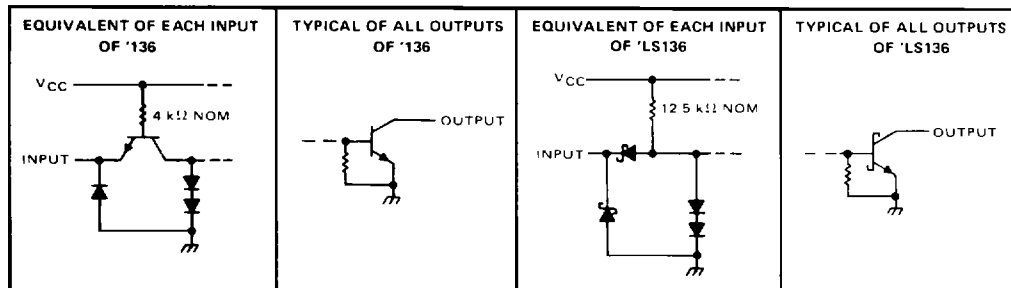 EQUIVALENT OF EACH INPUT
OF '136
VCC
4 kΩ NOM
INPUT
TYPICAL OF ALL OUTPUTS
OF '136
OUTPUT
EQUIVALENT OF EACH INPUT
OF 'LS136
VCC
12.5 kΩ NOM
INPUT
TYPICAL OF ALL OUTPUTS
OF 'LS136
OUTPUT